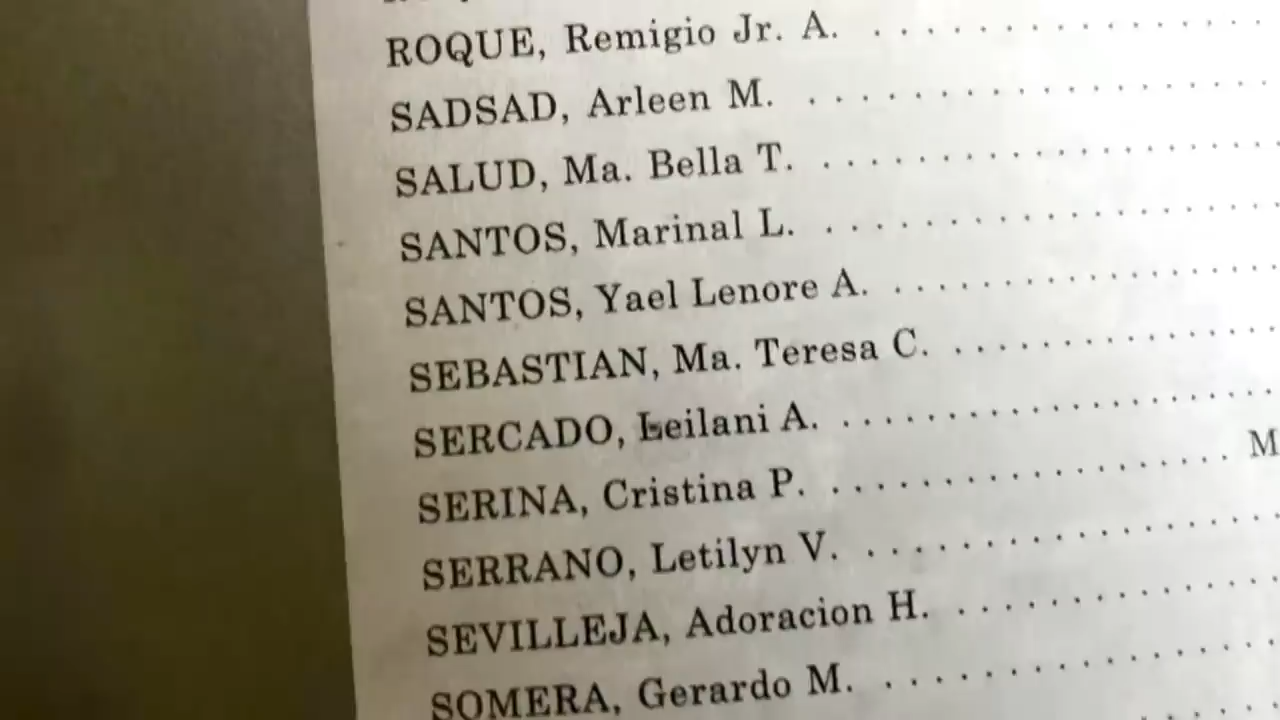 ROQUE, Remigio Jr. A. . . . . . . . . . . . .
SADSAD, Arleen M. . . . . . . . . . . . . . . .
SALUD, Ma. Bella T. . . . . . . . . . . . . . . .
SANTOS, Marinal L. . . . . . . . . . . . . . . .
SANTOS, Yael Lenore A. . . . . . . . . . . . . .
SEBASTIAN, Ma. Teresa C. . . . . . . . . . . .
SERCADO, Leilani A. . . . . . . . . . . . . . . .
SERINA, Cristina P. . . . . . . . . . . . . . . . . . M
SERRANO, Letilyn V. . . . . . . . . . . . . . .
SEVILLEJA, Adoracion H. . . . . . . . . . . .
SOMERA, Gerardo M. . . . . . . . . . . . . . .